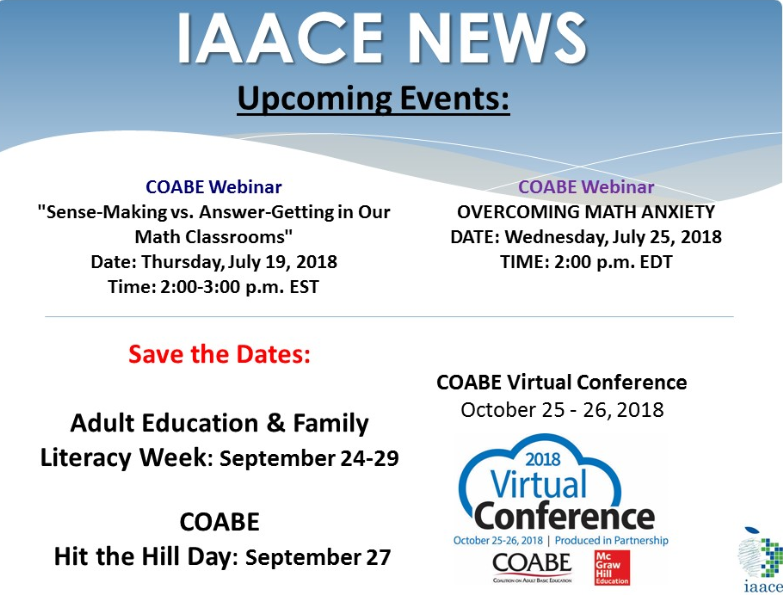 IAACE NEWS
Upcoming Events:
COABE Webinar
"Sense-Making vs. Answer-Getting in Our
Math Classrooms"
Date: Thursday, July 19, 2018
Time: 2:00-3:00 p.m. EST
COABE Webinar
OVERCOMING MATH ANXIETY
DATE: Wednesday, July 25, 2018
TIME: 2:00 p.m. EDT
Save the Dates:
Adult Education & Family
Literacy Week: September 24-29
COABE
Hit the Hill Day: September 27
COABE Virtual Conference
October 25 - 26, 2018
2018
Virtual
Conference
October 25-26, 2018 | Produced in Partnership
COABE
COALITION ON ADULT BASIC EDUCATION
Mc
Graw
Hill
Education
iaace